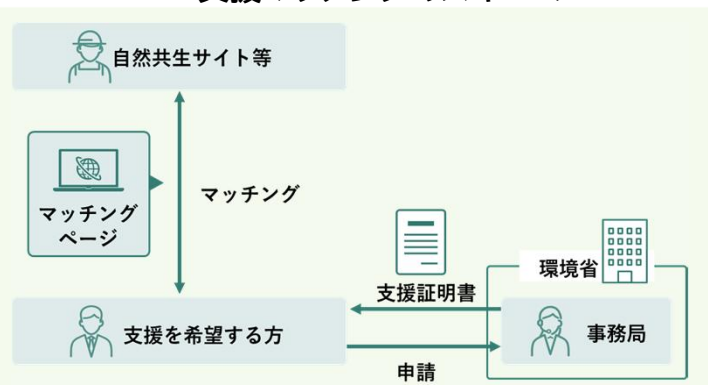 自然共生サイト等
マッチング
マッチング
ページ
支援証明書
環境省
支援を希望する方
事務局
申請